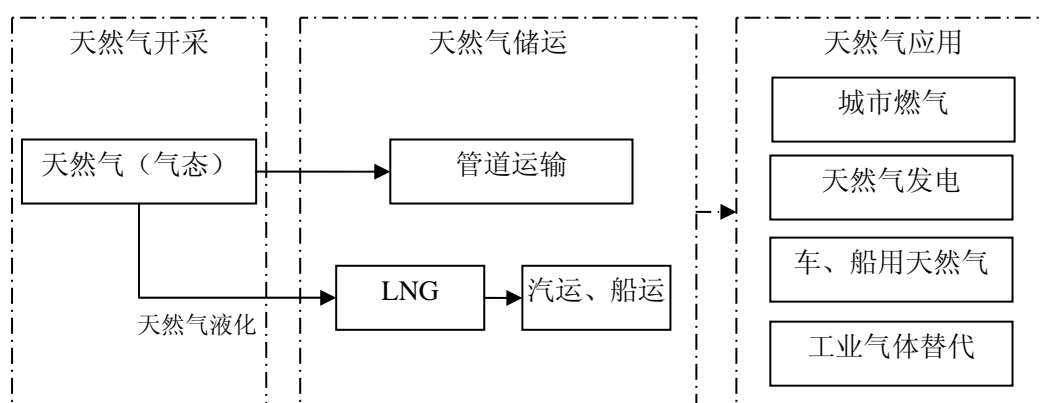 天然气开采
天然气（气态）
天然气液化
天然气储运
管道运输
LNG
汽运、船运
天然气应用
城市燃气
天然气发电
车、船用天然气
工业气体替代